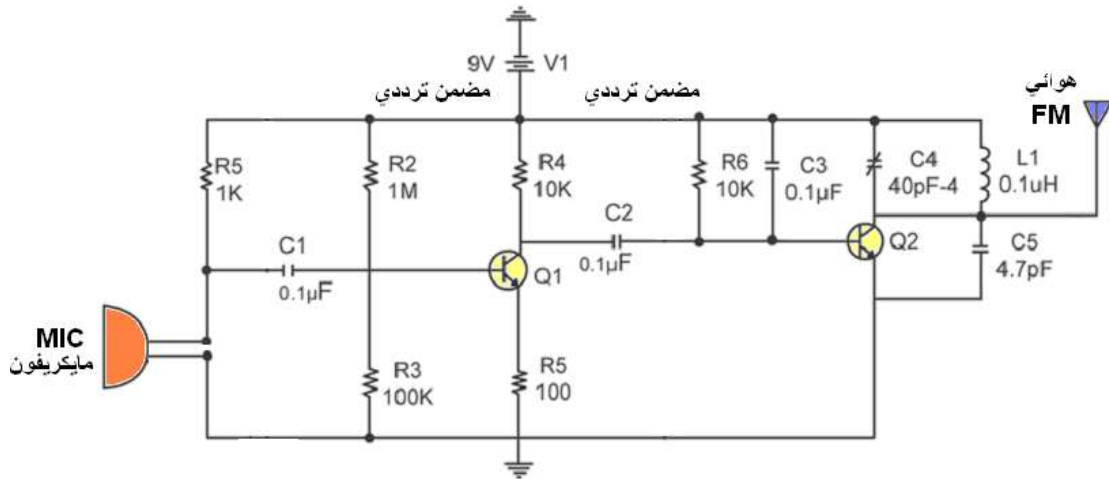 9V
V1
مضمن ترددي
مضمن ترددي
هوائي
FM
R5
1K
R2
1M
R4
10K
R6
10K
C3
0.1µF
C4
40pF-4
L1
0.1uH
C1
0.1µF
C2
0.1µF
Q1
Q2
C5
4.7pF
MIC
مايكريفون
R3
100K
R5
100